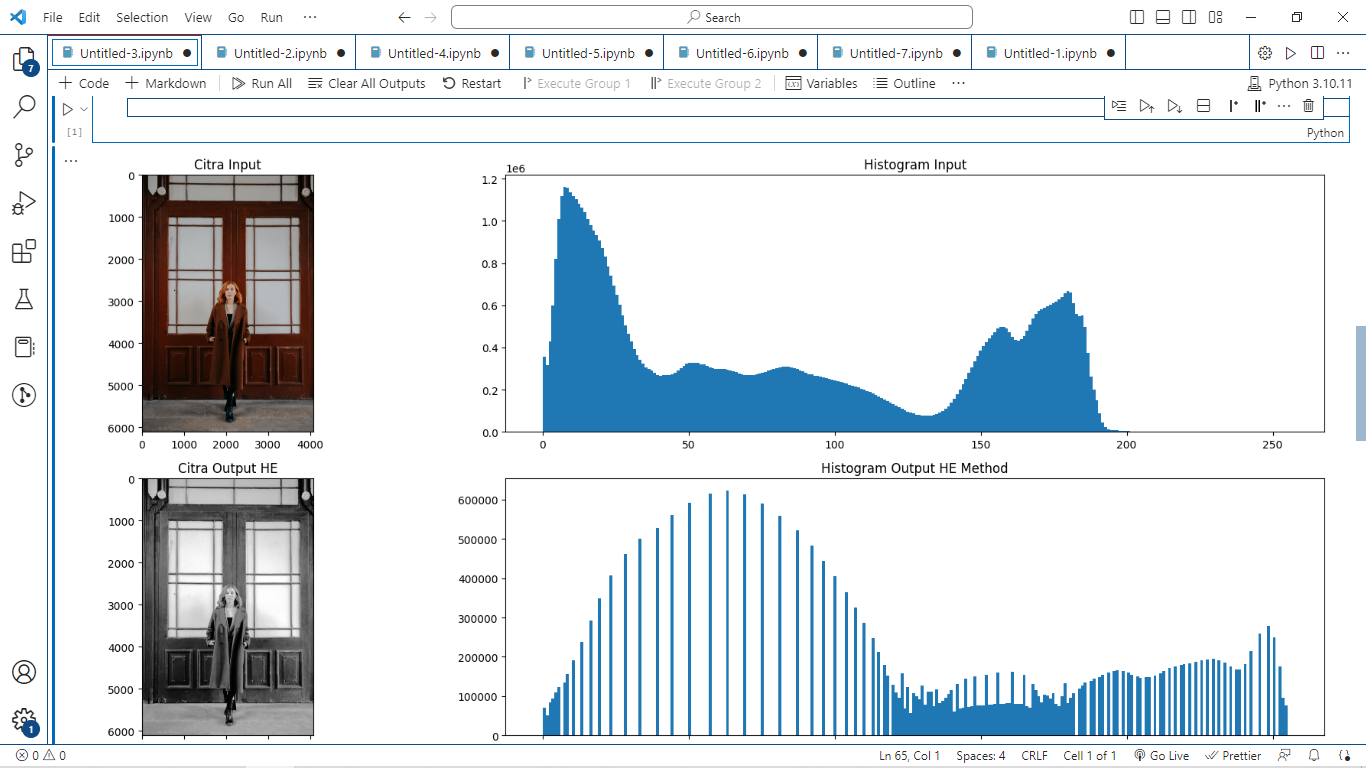 File Edit Selection View Go Run ··· Search
Untitled-3.ipynb Untitled-2.ipynb Untitled-4.ipynb Untitled-5.ipynb Untitled-6.ipynb Untitled-7.ipynb Untitled-1.ipynb
7
+ Code + Markdown Run All Clear All Outputs Restart Execute Group 1 Execute Group 2 Variables Outline ··· Python 3.10.11
[1] Python
Citra Input
0
1000
2000
3000
4000
5000
6000
0 1000 2000 3000 4000
Histogram Input
1e6
1.2
1.0
0.8
0.6
0.4
0.2
0.0
0 50 100 150 200 250
Citra Output HE
0
1000
2000
3000
4000
5000
6000
Histogram Output HE Method
600000
500000
400000
300000
200000
100000
0
1
0 0 Ln 65, Col 1 Spaces: 4 CRLF Cell 1 of 1 Go Live Prettier